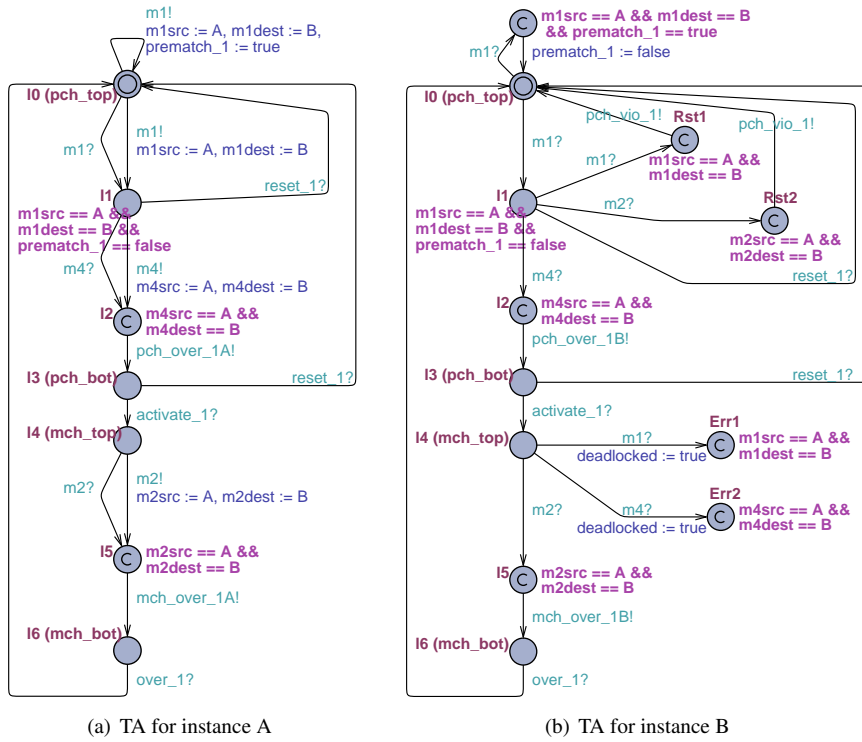 m1!
m1src := A, m1dest := B,
prematch_1 := true
l0 (pch_top)
m1!
m1src := A, m1dest := B
m1?
reset_1?
l1
m1src == A &&
m1dest == B &&
prematch_1 == false
m4?
m4!
m4src := A, m4dest := B
l2
C
m4src == A &&
m4dest == B
pch_over_1A!
l3 (pch_bot)
reset_1?
activate_1?
l4 (mch_top)
m2?
m2!
m2src := A, m2dest := B
l5
C
m2src == A &&
m2dest == B
mch_over_1A!
l6 (mch_bot)
over_1?
(a) TA for instance A
C
m1src == A && m1dest == B
&& prematch_1 == true
m1?
prematch_1 := false
l0 (pch_top)
pch_vio_1!
Rst1
pch_vio_1!
m1?
C
m1?
m1src == A &&
m1dest == B
l1
m1src == A &&
m1dest == B &&
prematch_1 == false
m2?
Rst2
C
m2src == A &&
m2dest == B
reset_1?
m4?
l2
C
m4src == A &&
m4dest == B
pch_over_1B!
l3 (pch_bot)
reset_1?
activate_1?
l4 (mch_top)
m1?
deadlocked := true
Err1
C
m1src == A &&
m1dest == B
m2?
m4?
deadlocked := true
Err2
C
m4src == A &&
m4dest == B
l5
C
m2src == A &&
m2dest == B
mch_over_1B!
l6 (mch_bot)
over_1?
(b) TA for instance B